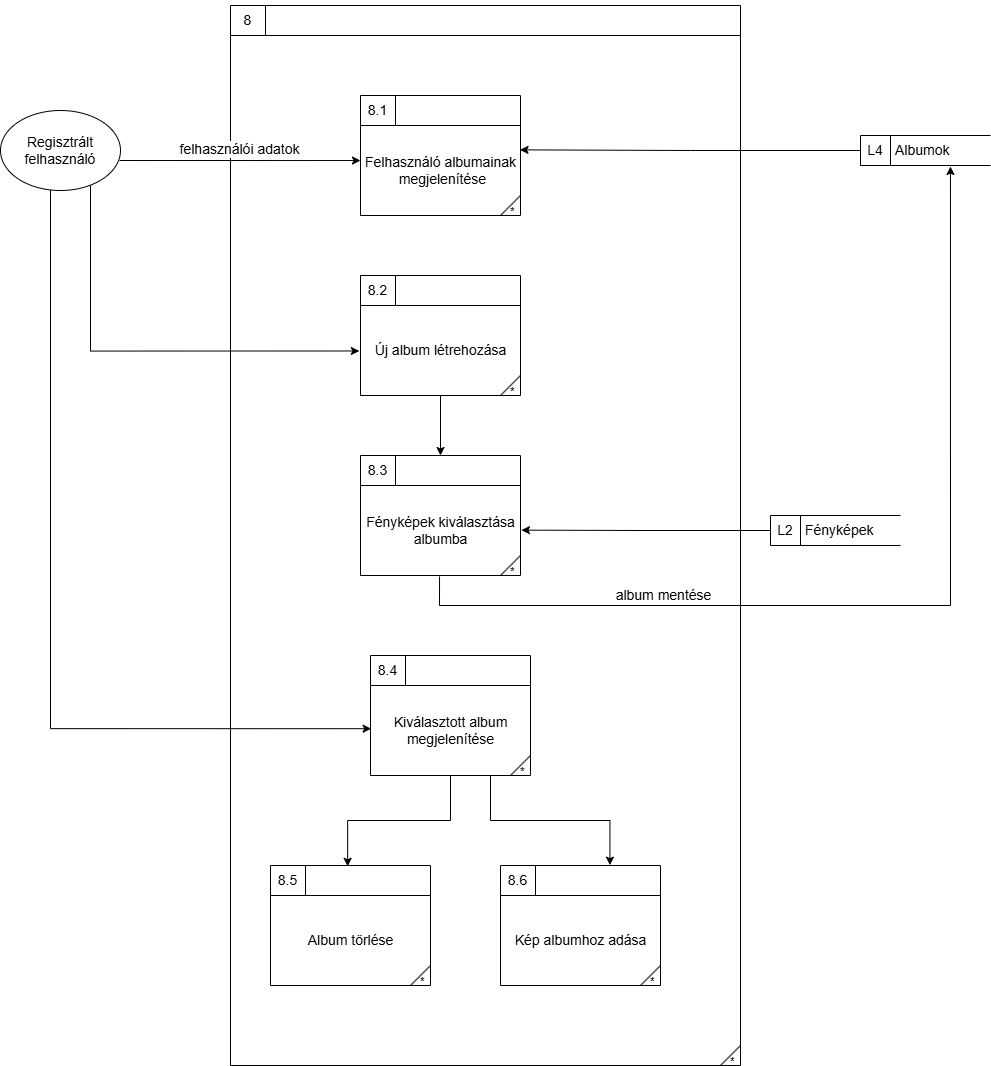 8
8.1
Regisztrált
felhasználó
felhasználói adatok
Felhasználó albumainak
megjelenítése
*
L4 Albumok
8.2
Új album létrehozása
*
8.3
Fényképek kiválasztása
albumba
*
L2 Fényképek
album mentése
8.4
Kiválasztott album
megjelenítése
*
8.5
Album törlése
*
8.6
Kép albumhoz adása
*
*